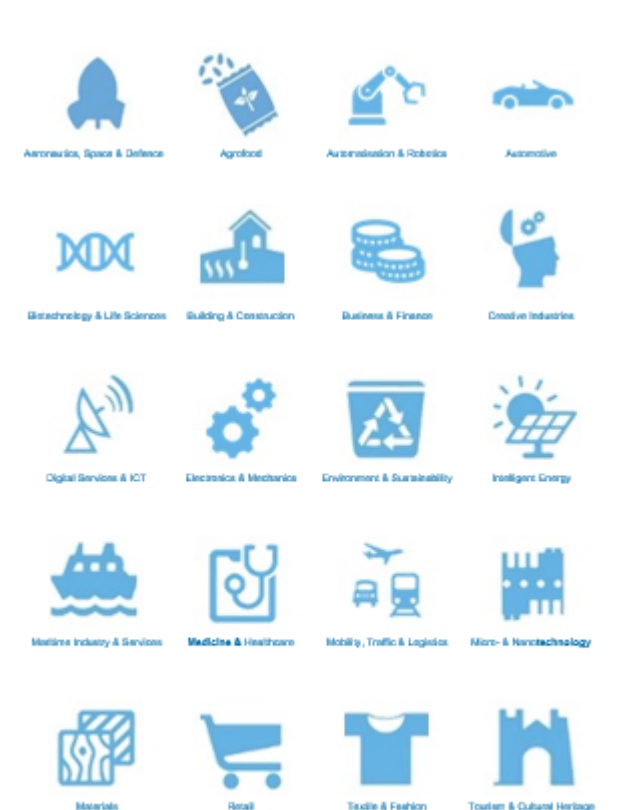 Aeronautics, Space & Defence
Agrofood
Automatisation & Robotics
Automotive
Biotechnology & Life Sciences
Building & Construction
Business & Finance
Creative Industries
Digital Services & ICT
Electronics & Mechanics
Environment & Sustainability
Intelligent Energy
Maritime Industry & Services
Medicine & Healthcare
Mobility, Traffic & Logistics
Micro- & Nanotechnology
Materials
Retail
Textile & Fashion
Tourism & Cultural Heritage